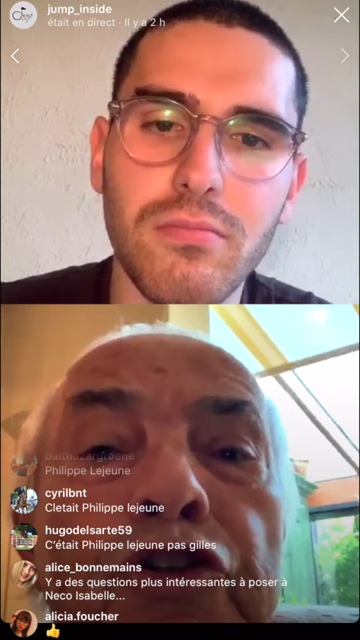 jump_inside
était en direct · Il y a 2 h
balthazargroene
Philippe Lejeune
cyrilbnt
Cletait Philippe lejeune
hugodelsarte59
C'était Philippe lejeune pas gilles
alice_bonnemains
Y a des questions plus intéressantes à poser à
Neco Isabelle...
alicia.foucher
👍